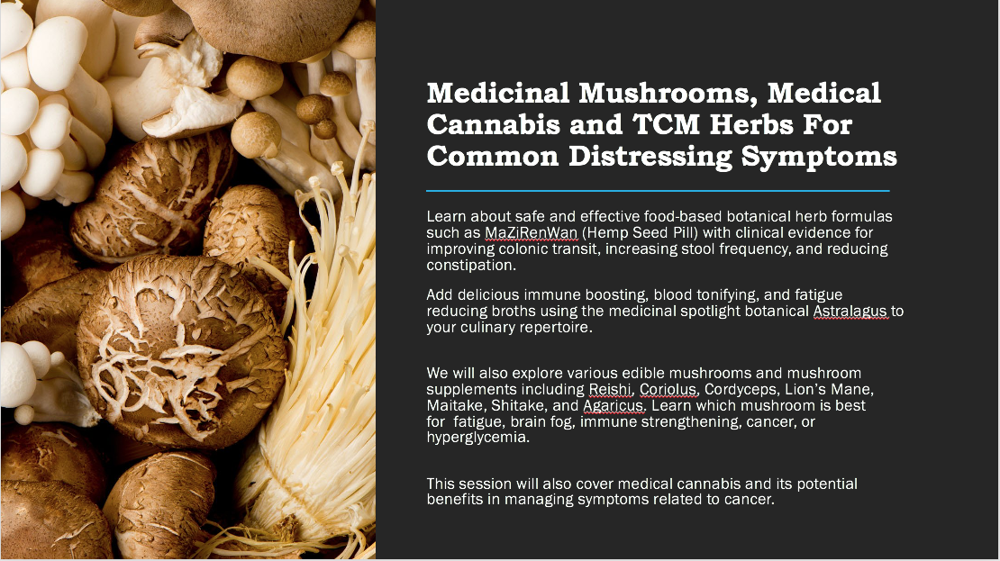 Medicinal Mushrooms, Medical
Cannabis and TCM Herbs For
Common Distressing Symptoms
Learn about safe and effective food-based botanical herb formulas
such as MaZiRenWan (Hemp Seed Pill) with clinical evidence for
improving colonic transit, increasing stool frequency, and reducing
constipation.
Add delicious immune boosting, blood tonifying, and fatigue
reducing broths using the medicinal spotlight botanical Astralagus to
your culinary repertoire.
We will also explore various edible mushrooms and mushroom
supplements including Reishi, Coriolus, Cordyceps, Lion’s Mane,
Maitake, Shitake, and Agaricus. Learn which mushroom is best
for  fatigue, brain fog, immune strengthening, cancer, or
hyperglycemia.
This session will also cover medical cannabis and its potential
benefits in managing symptoms related to cancer.